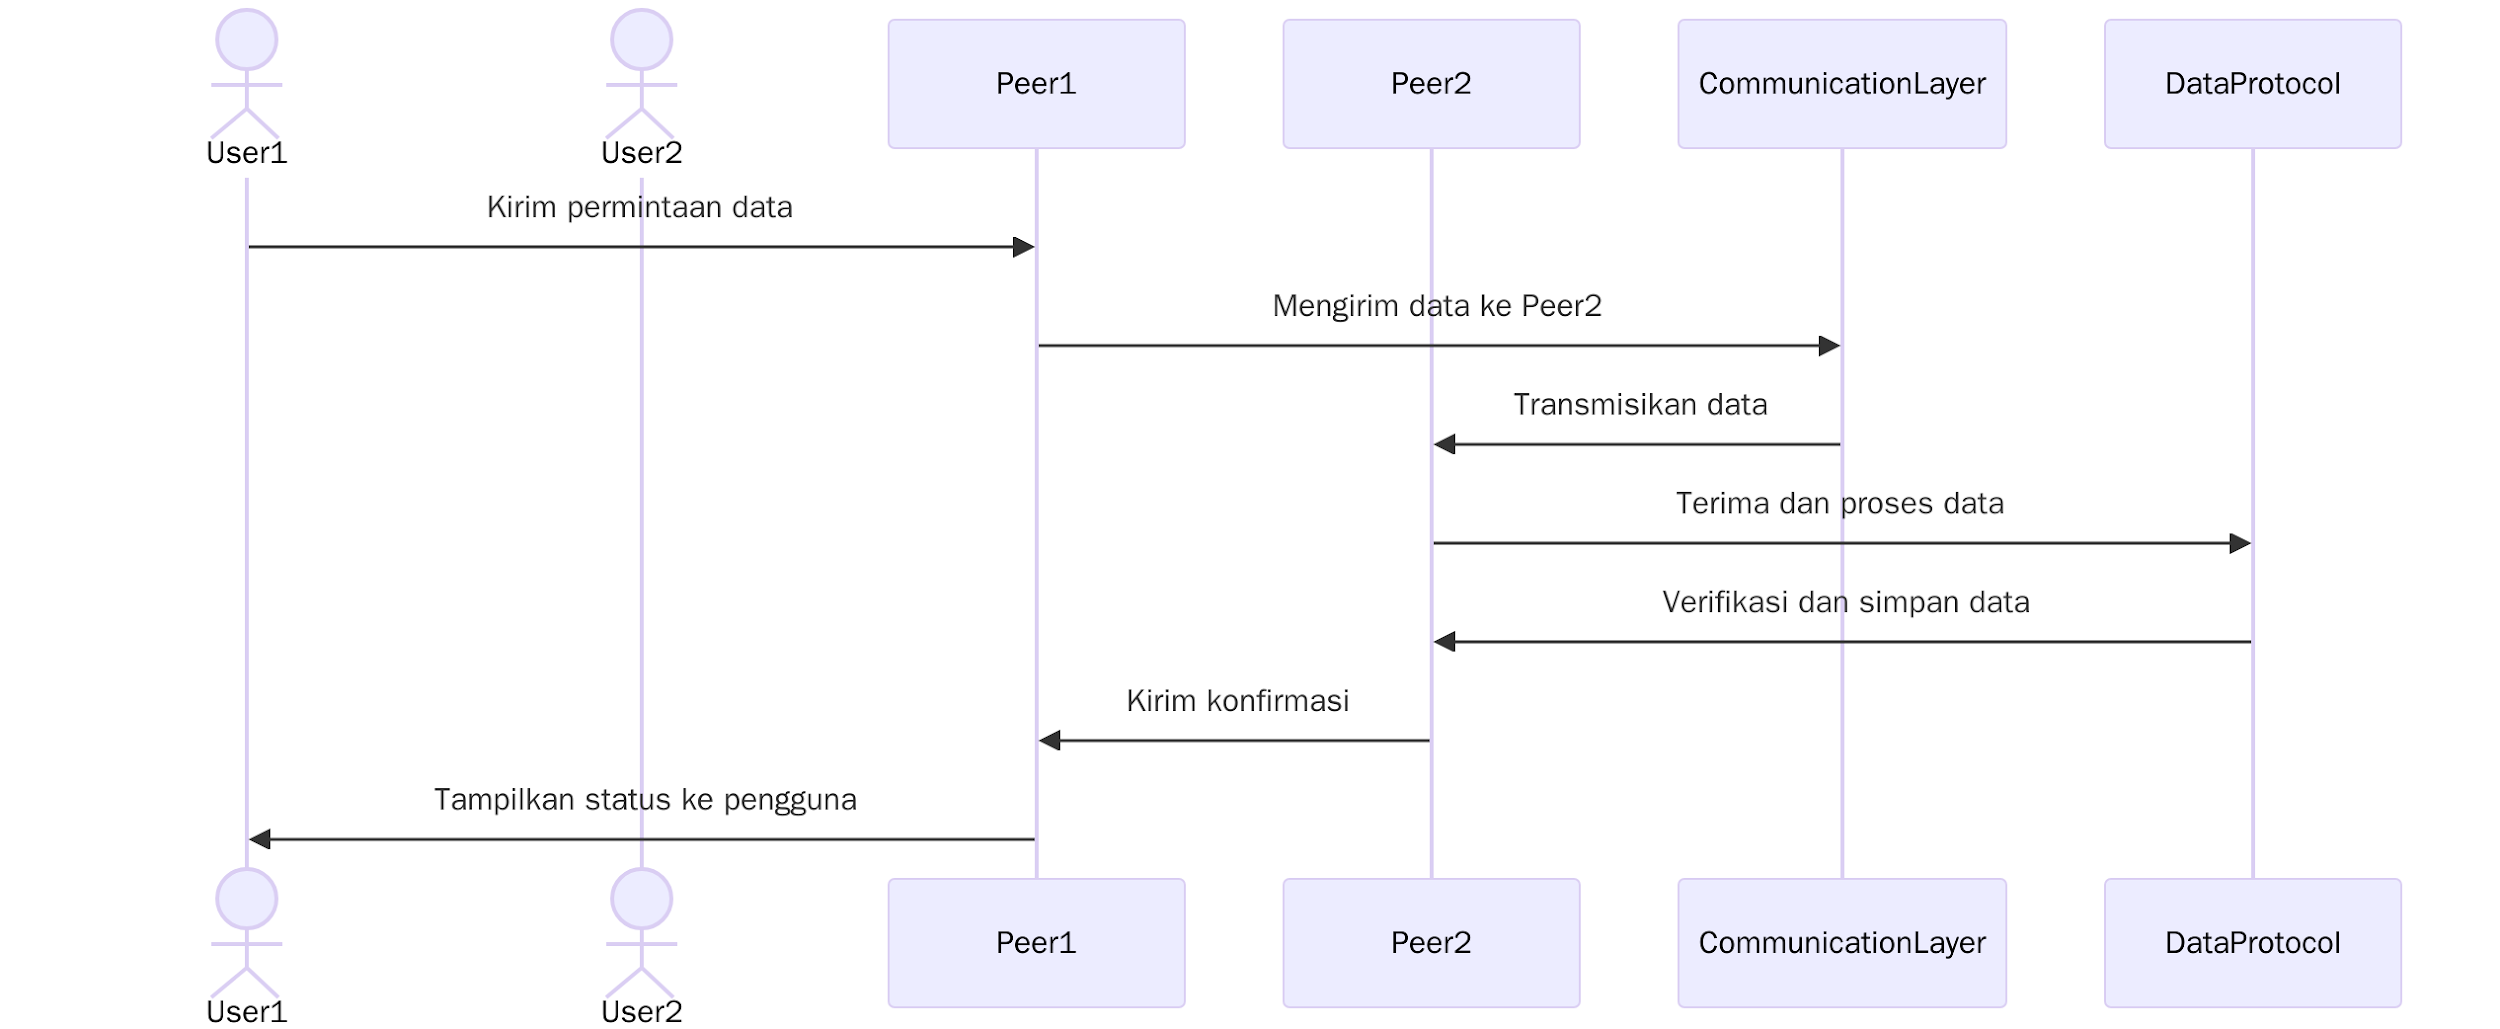 User1
User2
Peer1
Peer2
CommunicationLayer
DataProtocol
Kirim permintaan data
Mengirim data ke Peer2
Transmisikan data
Terima dan proses data
Verifikasi dan simpan data
Kirim konfirmasi
Tampilkan status ke pengguna
User1
User2
Peer1
Peer2
CommunicationLayer
DataProtocol